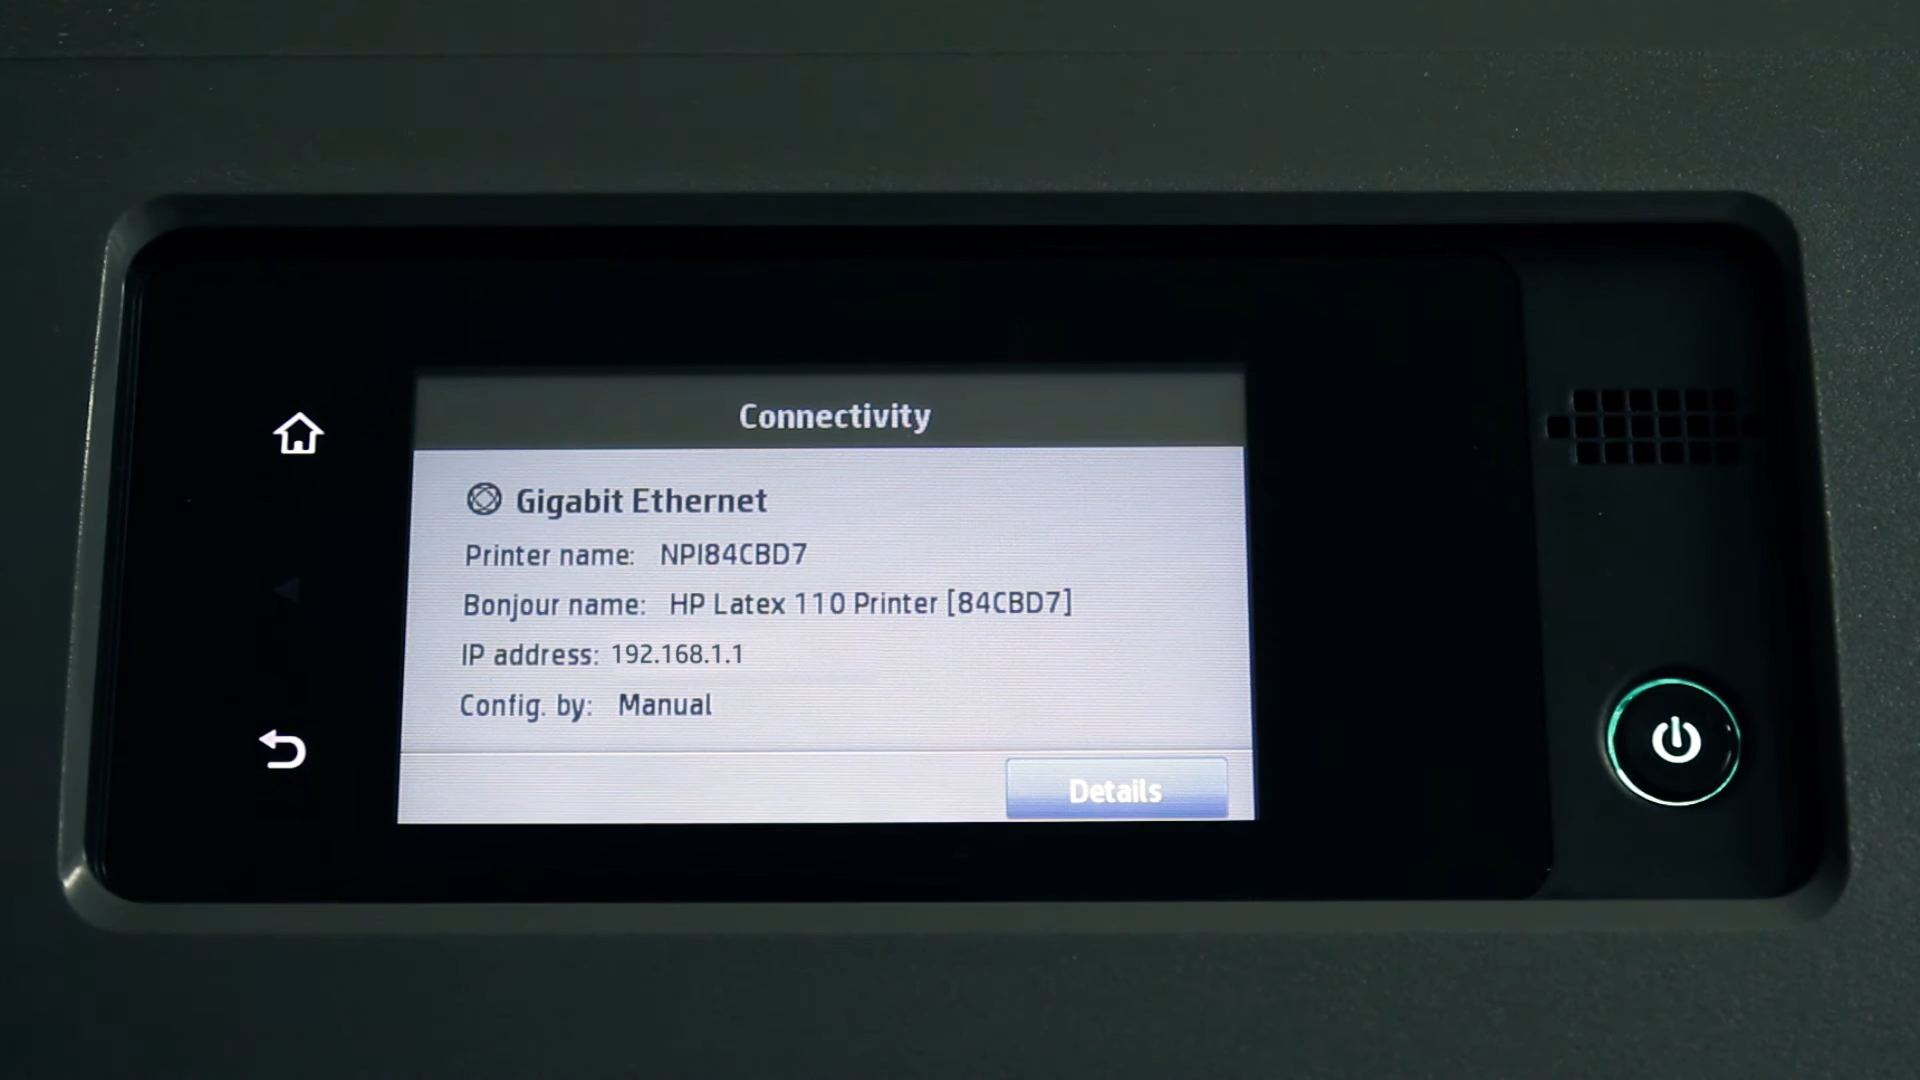 Connectivity
Gigabit Ethernet
Printer name: NPI84CBD7
Bonjour name: HP Latex 110 Printer [84CBD7]
IP address: 192.168.1.1
Config. by: Manual
Details